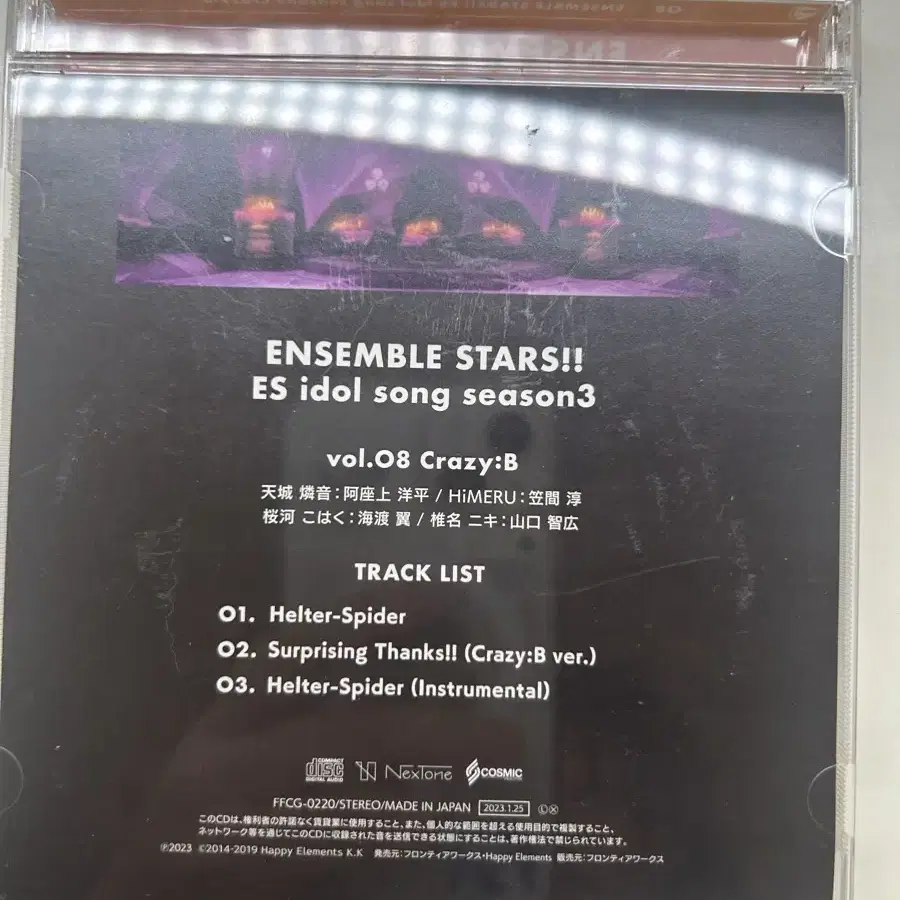 ENSEMBLE STARS!!
ES idol song season3
vol.08 Crazy:B
天城 燐音:阿座上 洋平 / HiMERU:笠間 淳
桜河 こはく:海渡 翼 / 椎名 ニキ:山口 智広
TRACK LIST
01. Helter-Spider
02. Surprising Thanks!! (Crazy:B ver.)
03. Helter-Spider (Instrumental)
COMPACT disc DIGITAL AUDIO NexTone COSMIC
FFCG-0220/STEREO/MADE IN JAPAN 2023.1.25 Ⓛ
このCDは、権利者の許諾なく賃貸業に使用すること、また、個人的な範囲を超える使用目的で複製すること、
ネットワーク等を通じてこのCDに収録された音を送信できる状態にすることは、著作権法で禁じられています。
Ⓟ2023 ©2014-2019 Happy Elements K.K 発売元:フロンティアワークス・Happy Elements 販売元:フロンティアワークス